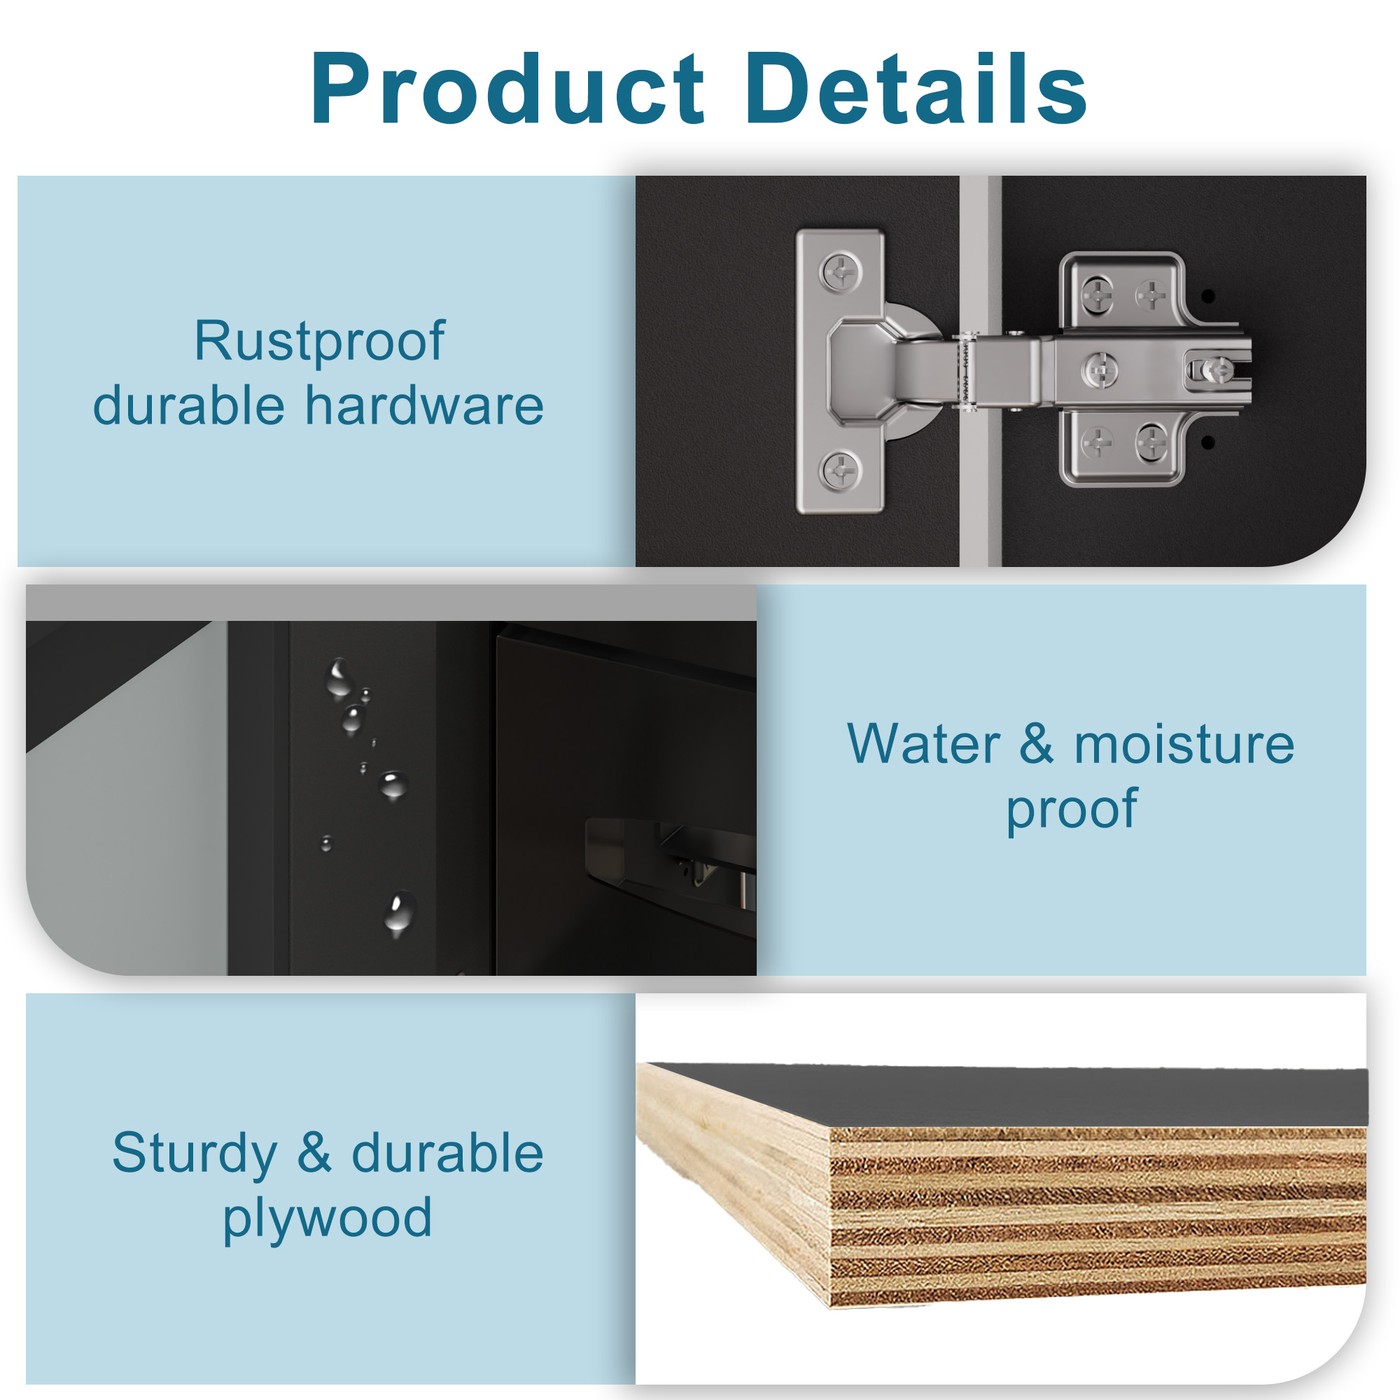 Product Details
Rustproof
durable hardware
Water & moisture
proof
Sturdy & durable
plywood